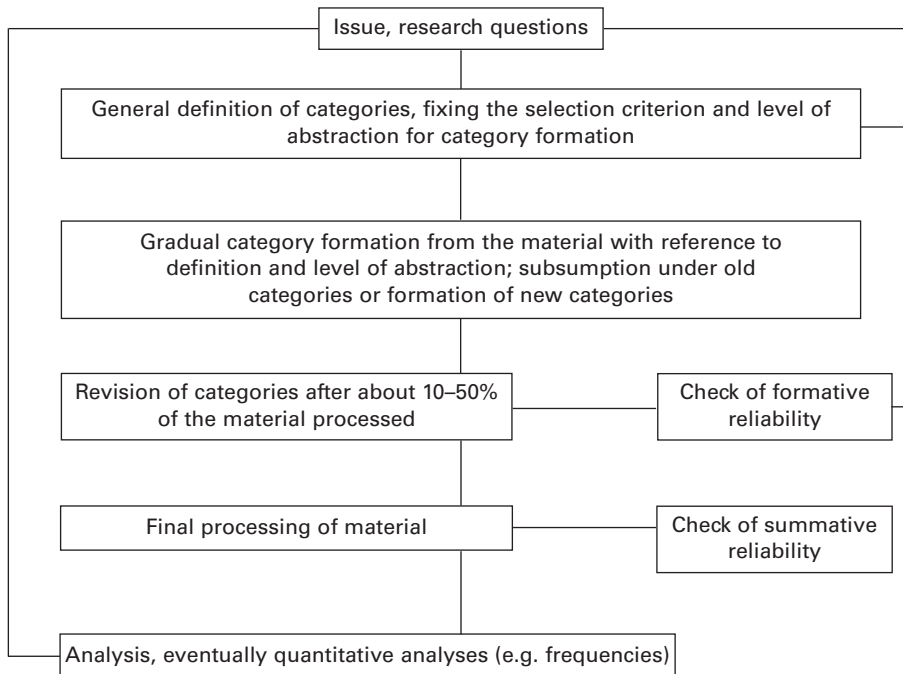 Issue, research questions
General definition of categories, fixing the selection criterion and level of
abstraction for category formation
Gradual category formation from the material with reference to
definition and level of abstraction; subsumption under old
categories or formation of new categories
Revision of categories after about 10–50%
of the material processed
Check of formative
reliability
Final processing of material
Check of summative
reliability
Analysis, eventually quantitative analyses (e.g. frequencies)